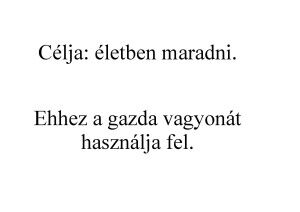 Célja: életben maradni.
Ehhez a gazda vagyonát
használja fel.